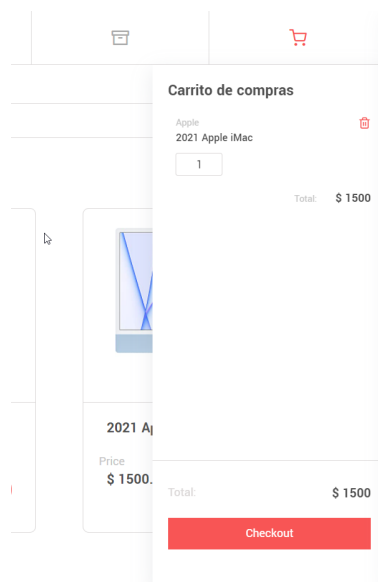 Carrito de compras
Apple
2021 Apple iMac
1
Total: $ 1500
2021 Ap
Price
$ 1500.
Total: $ 1500
Checkout